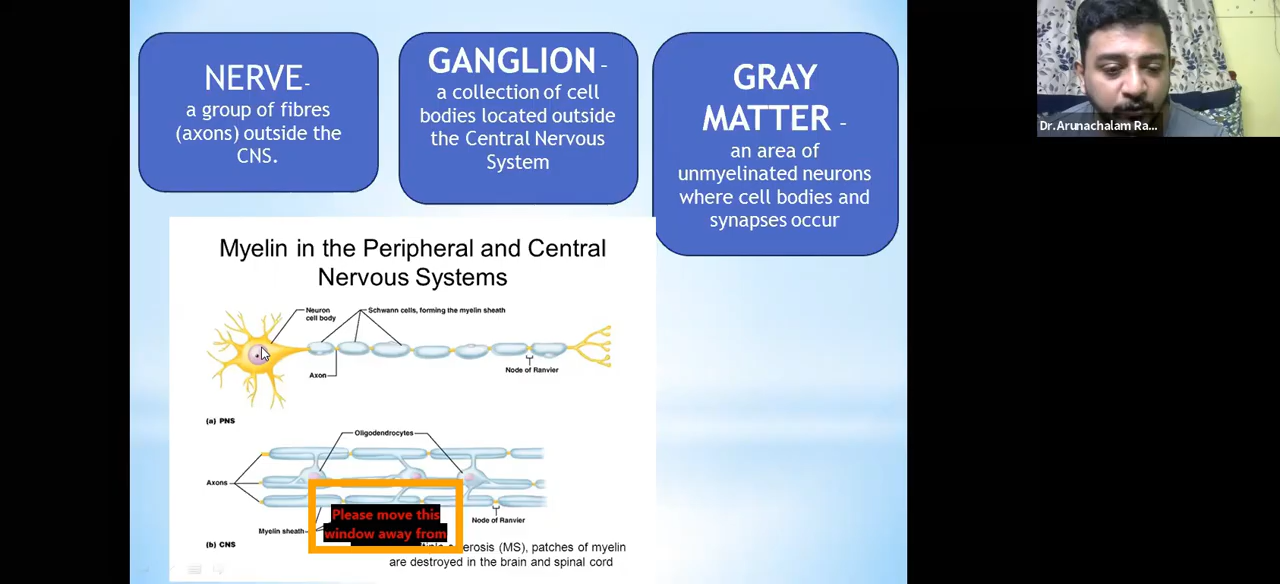 NERVE-
a group of fibres
(axons) outside the
CNS.
GANGLION -
a collection of cell
bodies located outside
the Central Nervous
System
GRAY
MATTER -
an area of
unmyelinated neurons
where cell bodies and
synapses occur
Dr. Arunachalam Ra...
Myelin in the Peripheral and Central
Nervous Systems
Neuron
cell body
Schwann cells, forming the myelin sheath
Axon
Node of Ranvier
(a) PNS
Oligodendrocytes
Axons
Node of Ranvier
Myelin sheath
(b) CNS
Please move this
window away from
(MS), patches of myelin
are destroyed in the brain and spinal cord